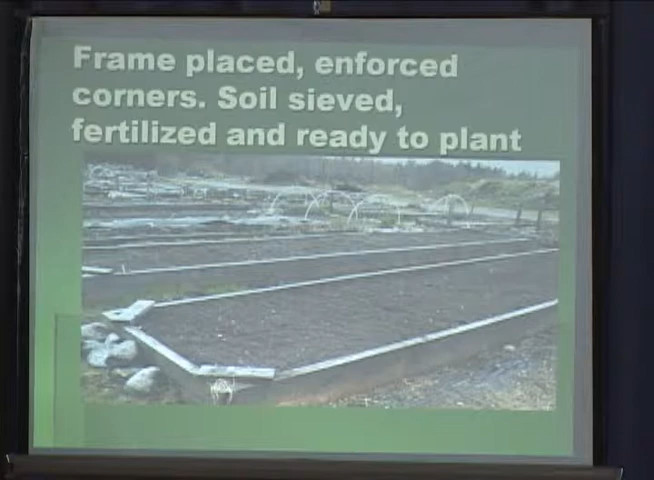 Frame placed, enforced
corners. Soil sieved,
fertilized and ready to plant